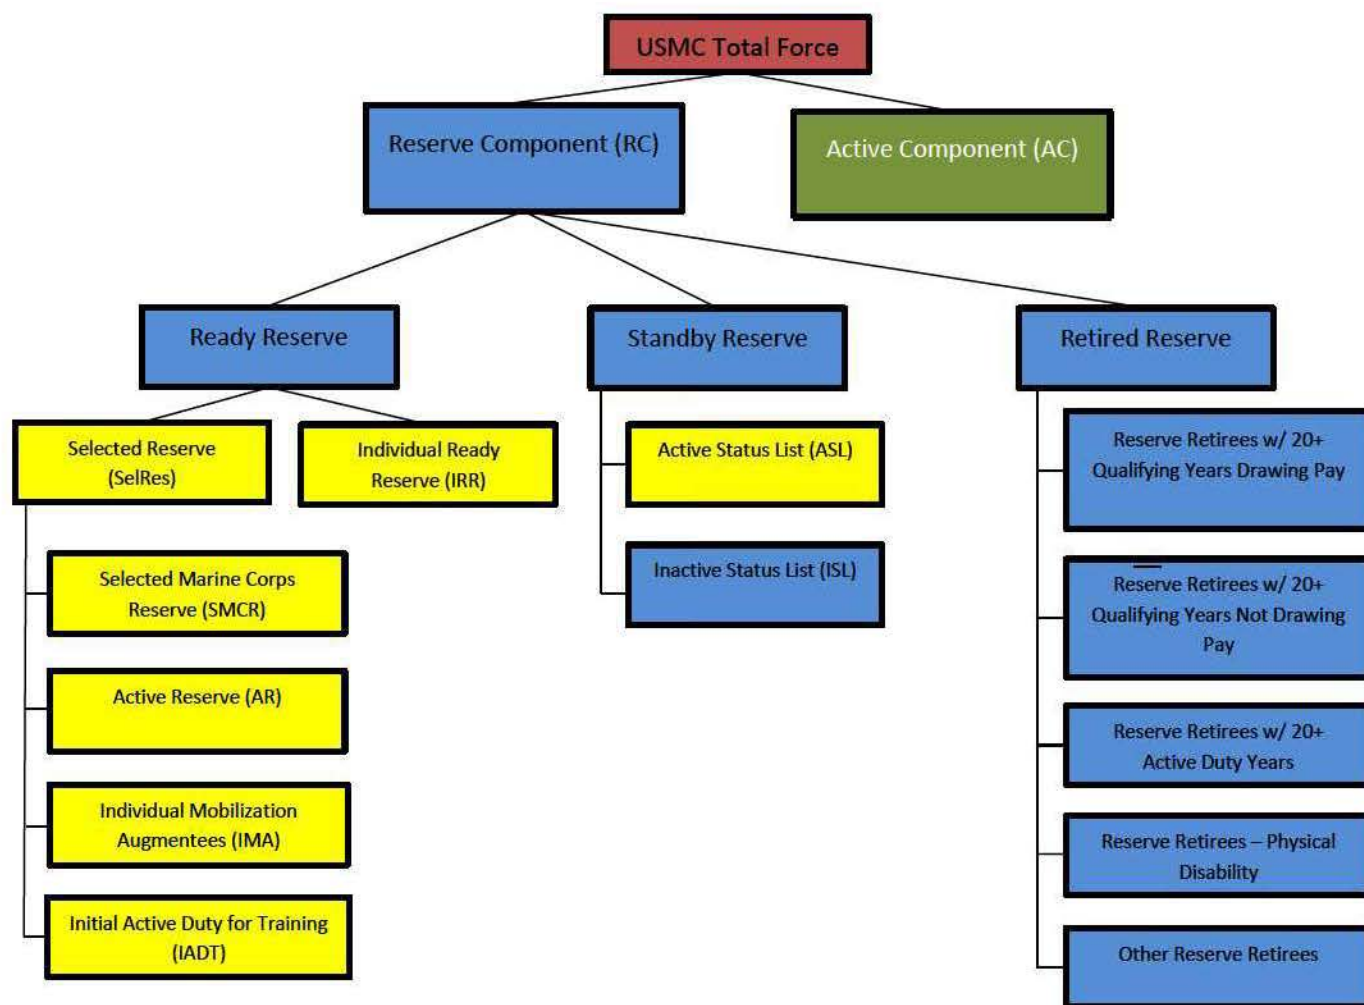 USMC Total Force
Reserve Component (RC)
Active Component (AC)
Ready Reserve
Standby Reserve
Retired Reserve
Selected Reserve
(SelRes)
Individual Ready
Reserve (IRR)
Selected Marine Corps
Reserve (SMCR)
Active Reserve (AR)
Individual Mobilization
Augmentees (IMA)
Initial Active Duty for Training
(IADT)
Active Status List (ASL)
Inactive Status List (ISL)
Reserve Retirees w/ 20+
Qualifying Years Drawing Pay
Reserve Retirees w/ 20+
Qualifying Years Not Drawing
Pay
Reserve Retirees w/ 20+
Active Duty Years
Reserve Retirees – Physical
Disability
Other Reserve Retirees